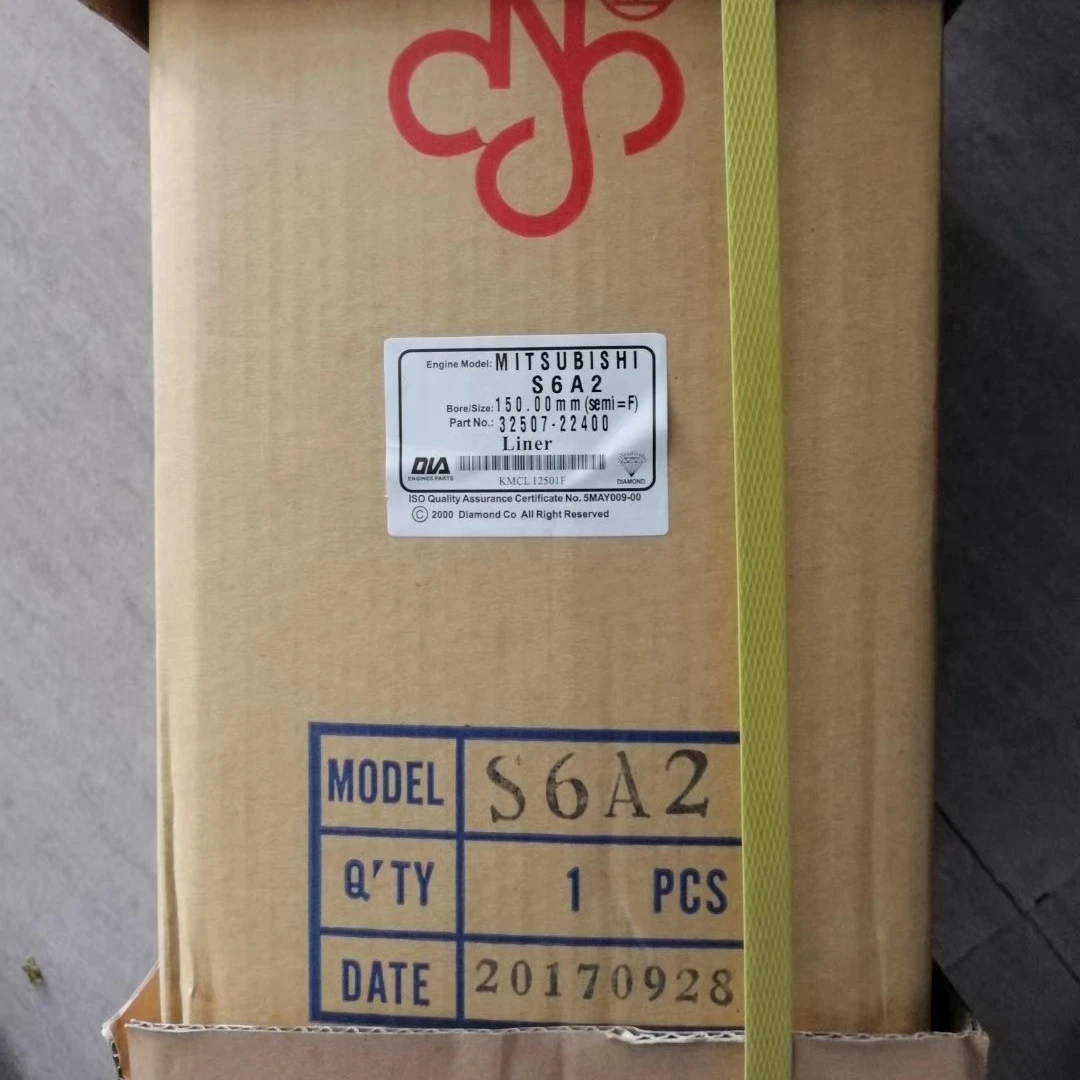 Engine Model: MITSUBISHI
S6A2
Bore/Size: 150.00mm (semi=F)
Part No.: 32507-22400
Liner
DIA
ENGINES PARTS
KMCL12501F
DIAMOND
ISO Quality Assurance Certificate No. 5MAY009-00
© 2000 Diamond Co All Right Reserved
MODEL S6A2
Q'TY 1 PCS
DATE 20170928